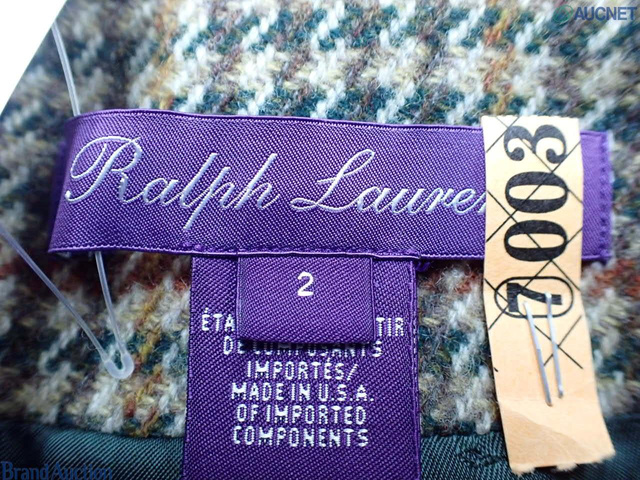 AUCNET
Ralph Lauren
7003
2
ÉTA TIR
DE COMPOSANTS
IMPORTÉS/
MADE IN U.S.A.
OF IMPORTED
COMPONENTS
Brand Auction